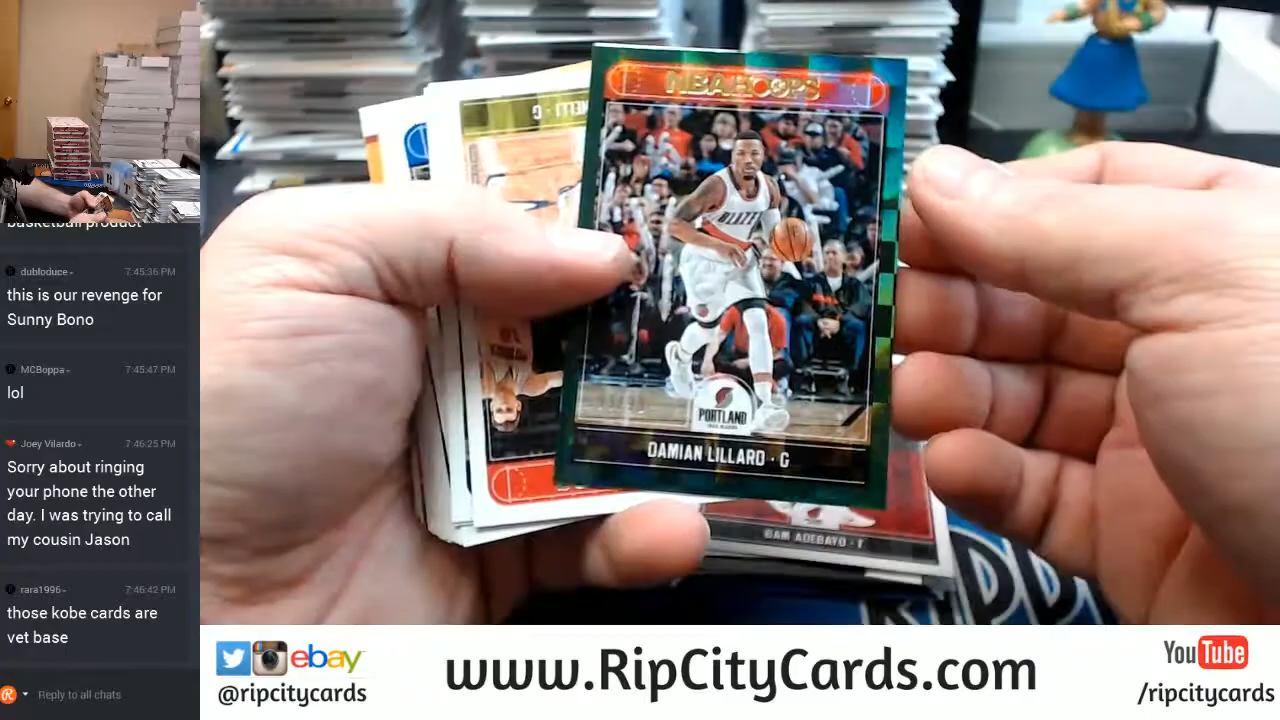 basketball product
dubloduce
7:45:36 PM
this is our revenge for
Sunny Bono
MCBoppa
7:45:47 PM
lol
Joey Vilardo
7:46:25 PM
Sorry about ringing
your phone the other
day. I was trying to call
my cousin Jason
rara1996
7:46:42 PM
those kobe cards are
vet base
Reply to all chats
NBA HOOPS
BLAZE
PORTLAND
DAMIAN LILLARD · G
BAM ADEBAYO · F
ebay
@ripcitycards
www.RipCityCards.com
YouTube
/ripcitycards